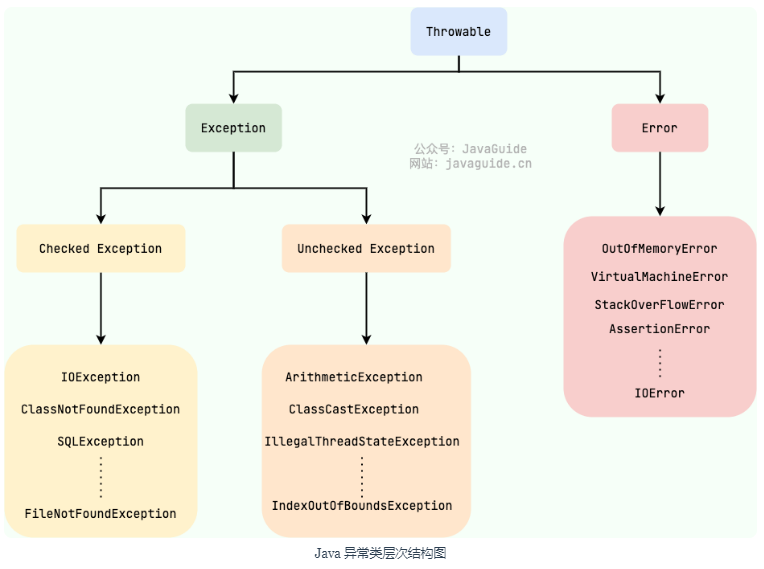 Throwable
Exception
Error
公众号：JavaGuide
网站：javaguide.cn
Checked Exception
Unchecked Exception
OutOfMemoryError
VirtualMachineError
StackOverFlowError
AssertionError
IOError
IOException
ClassNotFoundException
SQLException
FileNotFoundException
ArithmeticException
ClassCastException
IllegalThreadStateException
IndexOutOfBoundsException
Java 异常类层次结构图